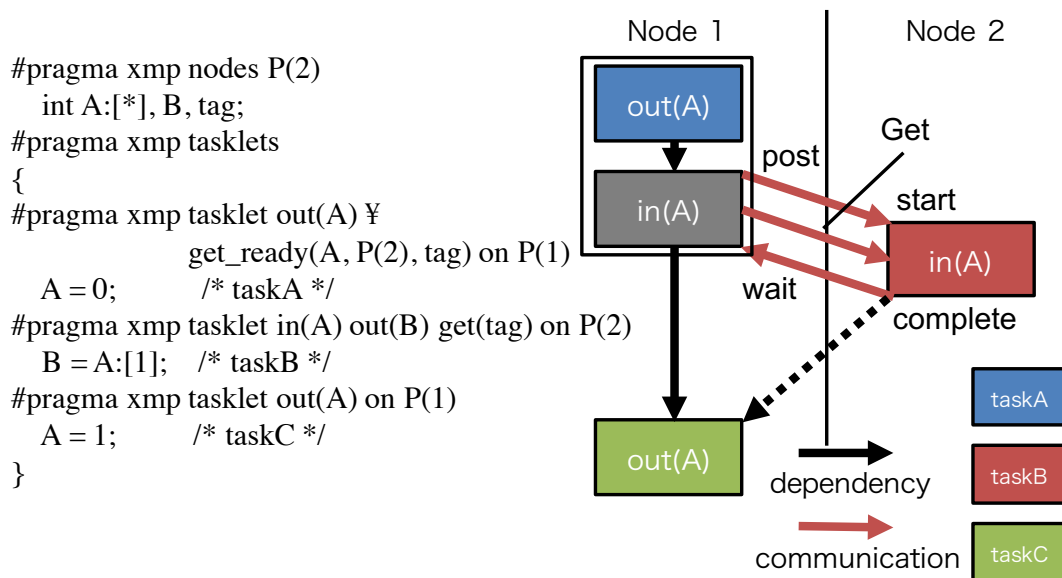 #pragma xmp nodes P(2)
int A:[*], B, tag;
#pragma xmp tasklets
{
#pragma xmp tasklet out(A) ¥
get_ready(A, P(2), tag) on P(1)
A = 0; /* taskA */
#pragma xmp tasklet in(A) out(B) get(tag) on P(2)
B = A:[1]; /* taskB */
#pragma xmp tasklet out(A) on P(1)
A = 1; /* taskC */
}
Node 1
Node 2
out(A)
Get
post
in(A)
start
in(A)
wait
complete
out(A)
taskA
dependency
taskB
communication
taskC